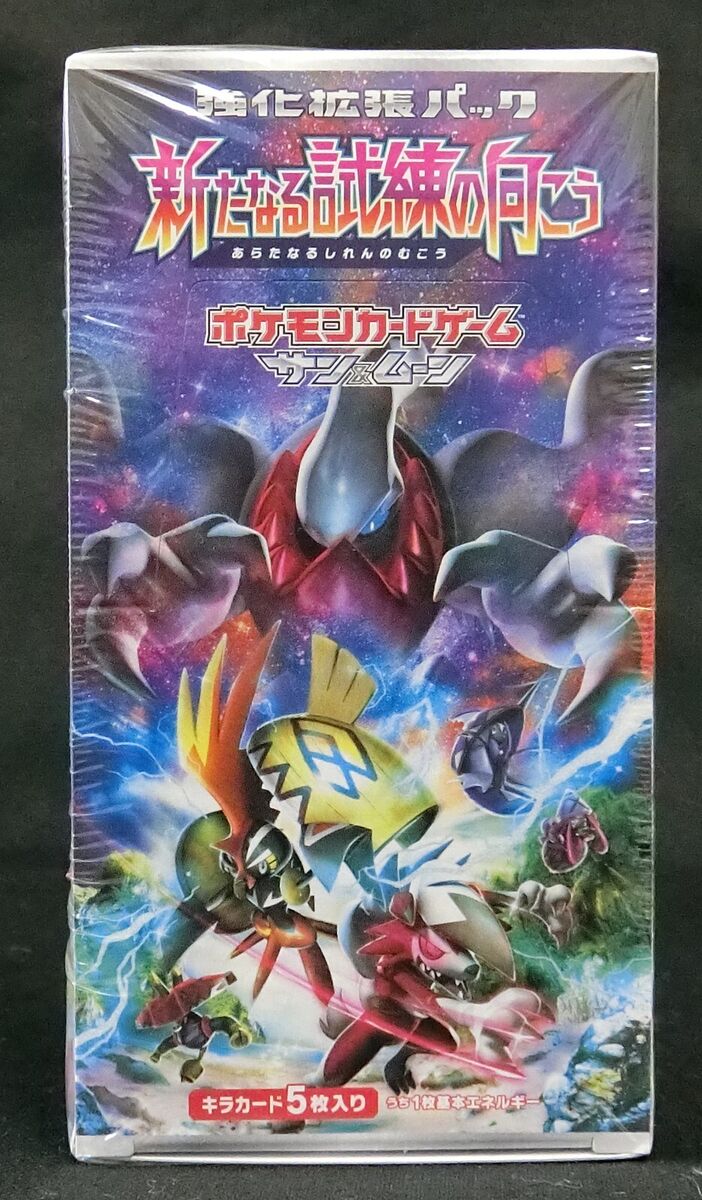 強化拡張パック
新たなる試練の向こう
あらたなるしれんのむこう
ポケモンカードゲーム™
サン&ムーン
キラカード5枚入り うち1枚基本エネルギー